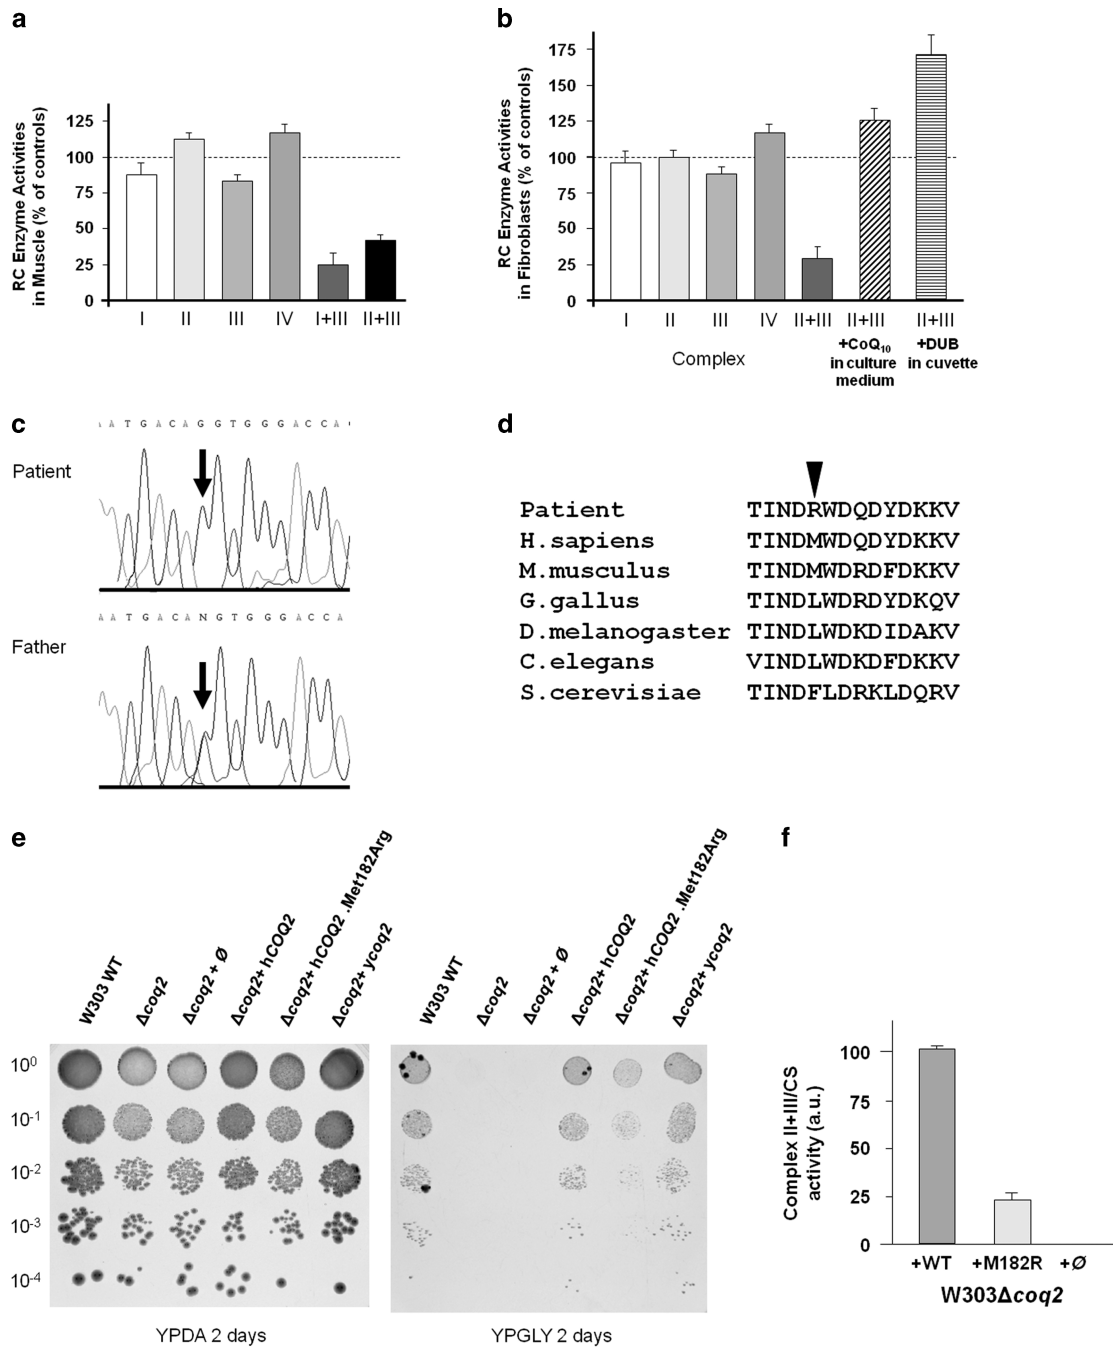 a
RC Enzyme Activities
in Muscle (% of controls)
125
100
75
50
25
0
I
II
III
IV
I+III
II+III
b
RC Enzyme Activities
in Fibroblasts (% of controls)
175
150
125
100
75
50
25
0
I
II
III
IV
II+III
II+III
+CoQ10
in culture
medium
II+III
+DUB
in cuvette
Complex
c
A A T G A C A G G T G G G A C C A
Patient
A A T G A C A N G T G G G A C C A
Father
d
Patient TINDRWDQDYDKKV
H.sapiens TINDMWDQDYDKKV
M.musculus TINDMWDRDFDKKV
G.gallus TINDLWDRDYDKQV
D.melanogaster TINDLWDKDIDAKV
C.elegans VINDLWDKDFDKKV
S.cerevisiae TINDFLDRKLDQRV
e
W303 WT
Δcoq2
Δcoq2 + Ø
Δcoq2+ hCOQ2
Δcoq2+ hCOQ2 .Met182Arg
Δcoq2+ ycoq2
W303 WT
Δcoq2
Δcoq2 + Ø
Δcoq2+ hCOQ2
Δcoq2+ hCOQ2 .Met182Arg
Δcoq2+ ycoq2
10⁰
10⁻¹
10⁻²
10⁻³
10⁻⁴
YPDA 2 days
YPGLY 2 days
f
Complex II+III/CS
activity (a.u.)
100
75
50
25
0
+WT
+M182R
+Ø
W303Δcoq2